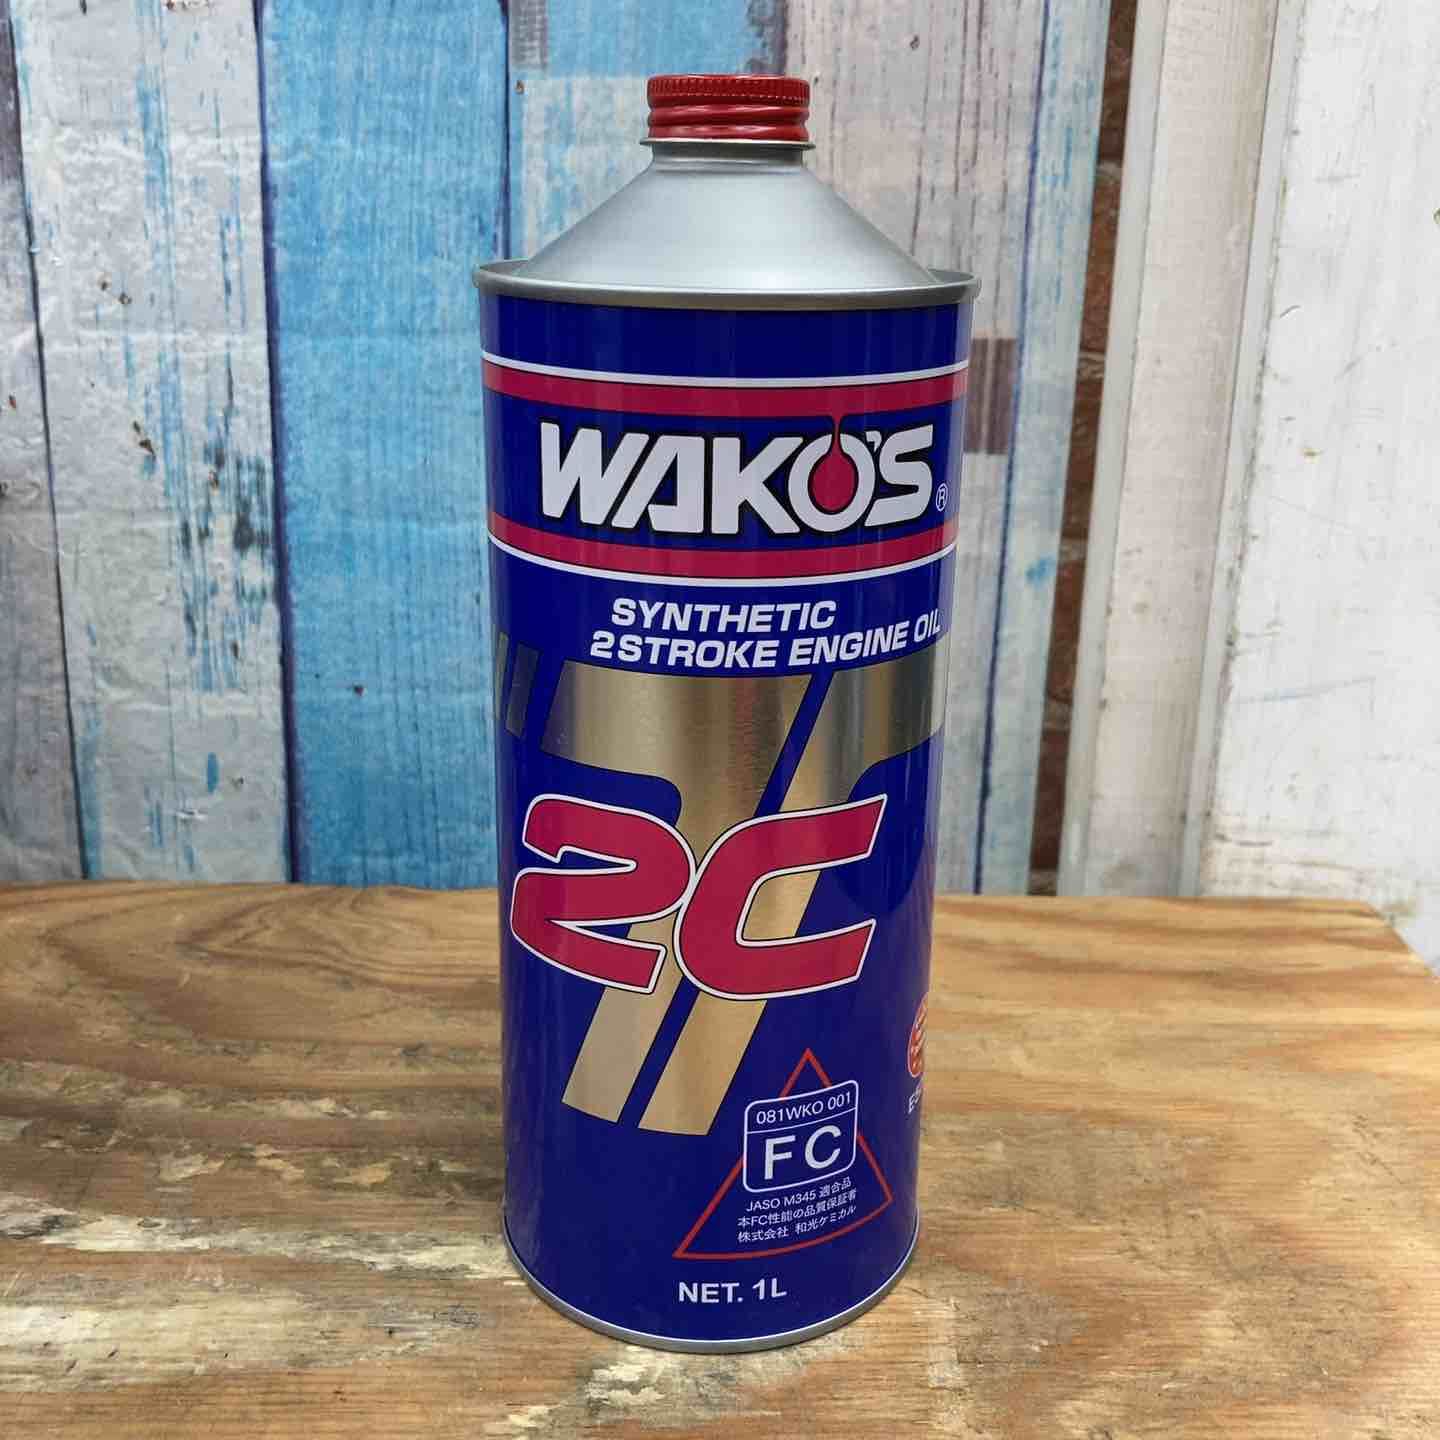 WAKO'S®
SYNTHETIC
2STROKE ENGINE OIL
2C
081WKO 001
FC
JASO M345 適合品
本FC性能の品質保証者
株式会社 和光ケミカル
NET. 1L